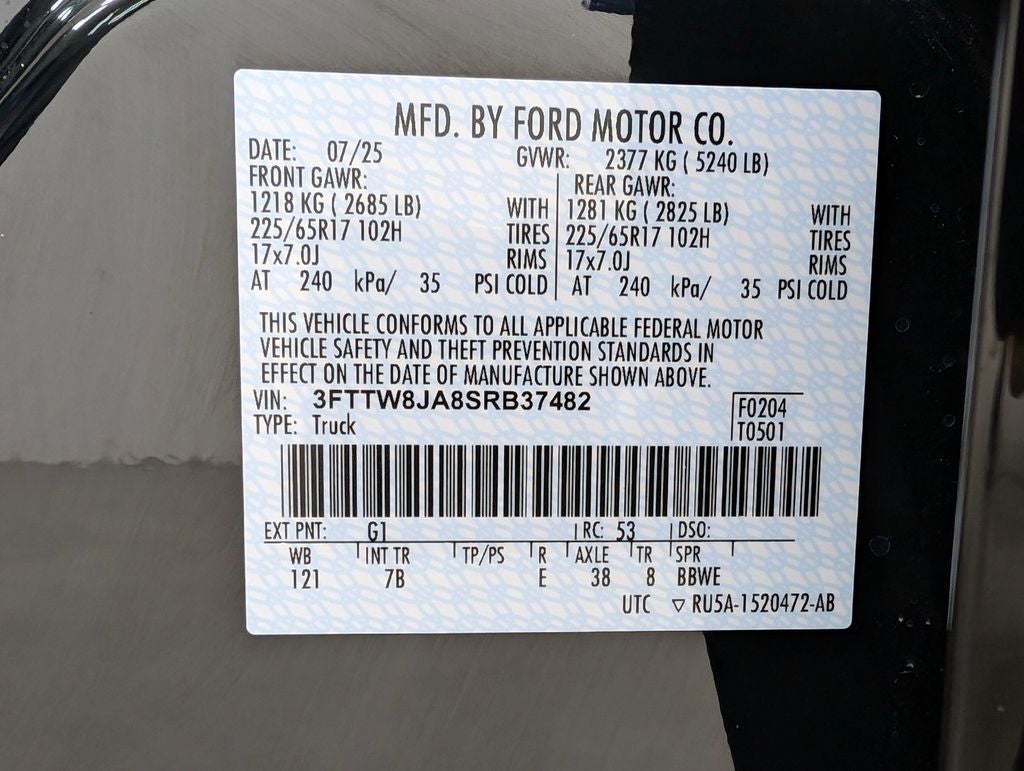 MFD. BY FORD MOTOR CO.
DATE: 07/25 GVWR: 2377 KG ( 5240 LB)
FRONT GAWR: REAR GAWR:
1218 KG ( 2685 LB) WITH 1281 KG ( 2825 LB) WITH
225/65R17 102H TIRES 225/65R17 102H TIRES
17x7.0J RIMS 17x7.0J RIMS
AT 240 kPa/ 35 PSI COLD AT 240 kPa/ 35 PSI COLD
THIS VEHICLE CONFORMS TO ALL APPLICABLE FEDERAL MOTOR
VEHICLE SAFETY AND THEFT PREVENTION STANDARDS IN
EFFECT ON THE DATE OF MANUFACTURE SHOWN ABOVE.
VIN: 3FTTW8JA8SRB37482
F0204
TYPE: Truck
T0501
EXT PNT: G1 RC: 53 DSO:
WB INT TR TP/PS R AXLE TR SPR
121 7B E 38 8 BBWE
UTC ▽ RU5A-1520472-AB